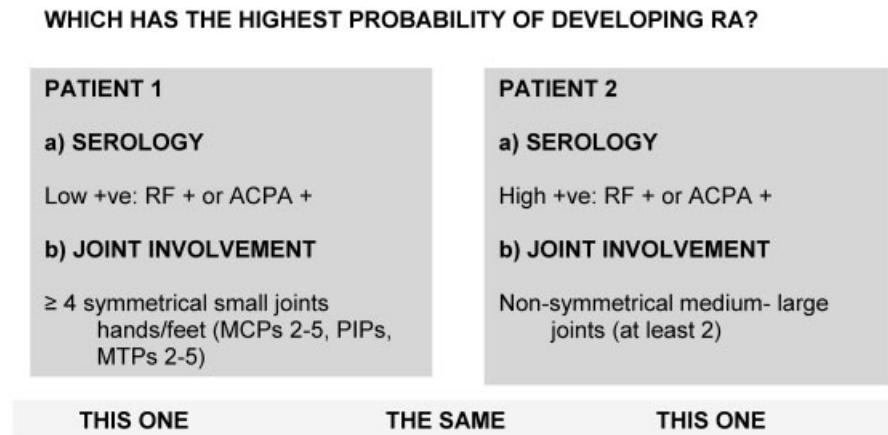 WHICH HAS THE HIGHEST PROBABILITY OF DEVELOPING RA?
PATIENT 1
a) SEROLOGY
Low +ve: RF + or ACPA +
b) JOINT INVOLVEMENT
≥ 4 symmetrical small joints
hands/feet (MCPs 2-5, PIPs,
MTPs 2-5)
PATIENT 2
a) SEROLOGY
High +ve: RF + or ACPA +
b) JOINT INVOLVEMENT
Non-symmetrical medium- large
joints (at least 2)
THIS ONE THE SAME THIS ONE